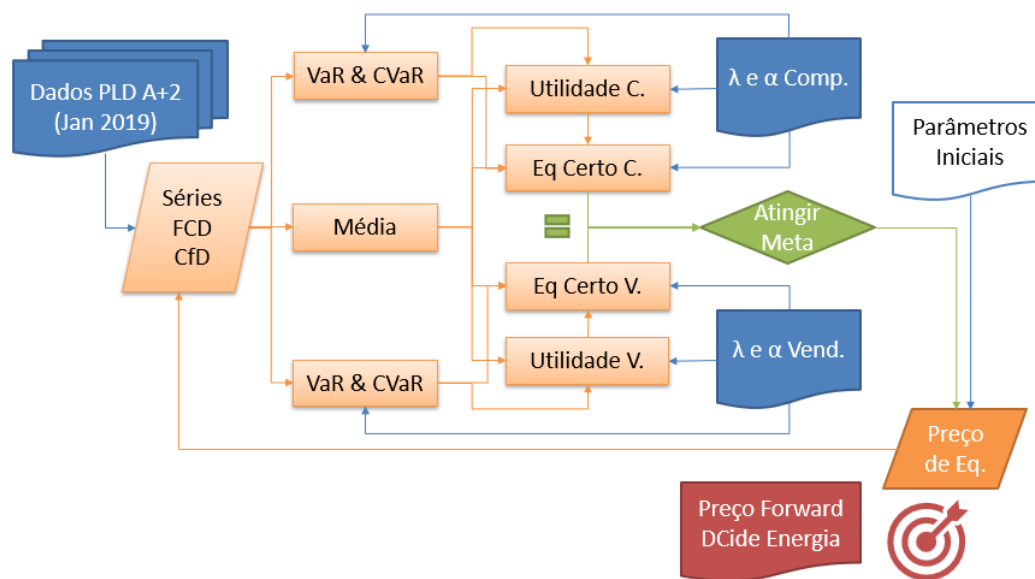 Dados PLD A+2
(Jan 2019)
Séries
FCD
CfD
VaR & CVaR
Média
VaR & CVaR
Utilidade C.
Eq Certo C.
=
Eq Certo V.
Utilidade V.
λ e α Comp.
λ e α Vend.
Atingir
Meta
Parâmetros
Iniciais
Preço
de Eq.
Preço Forward
DCide Energia